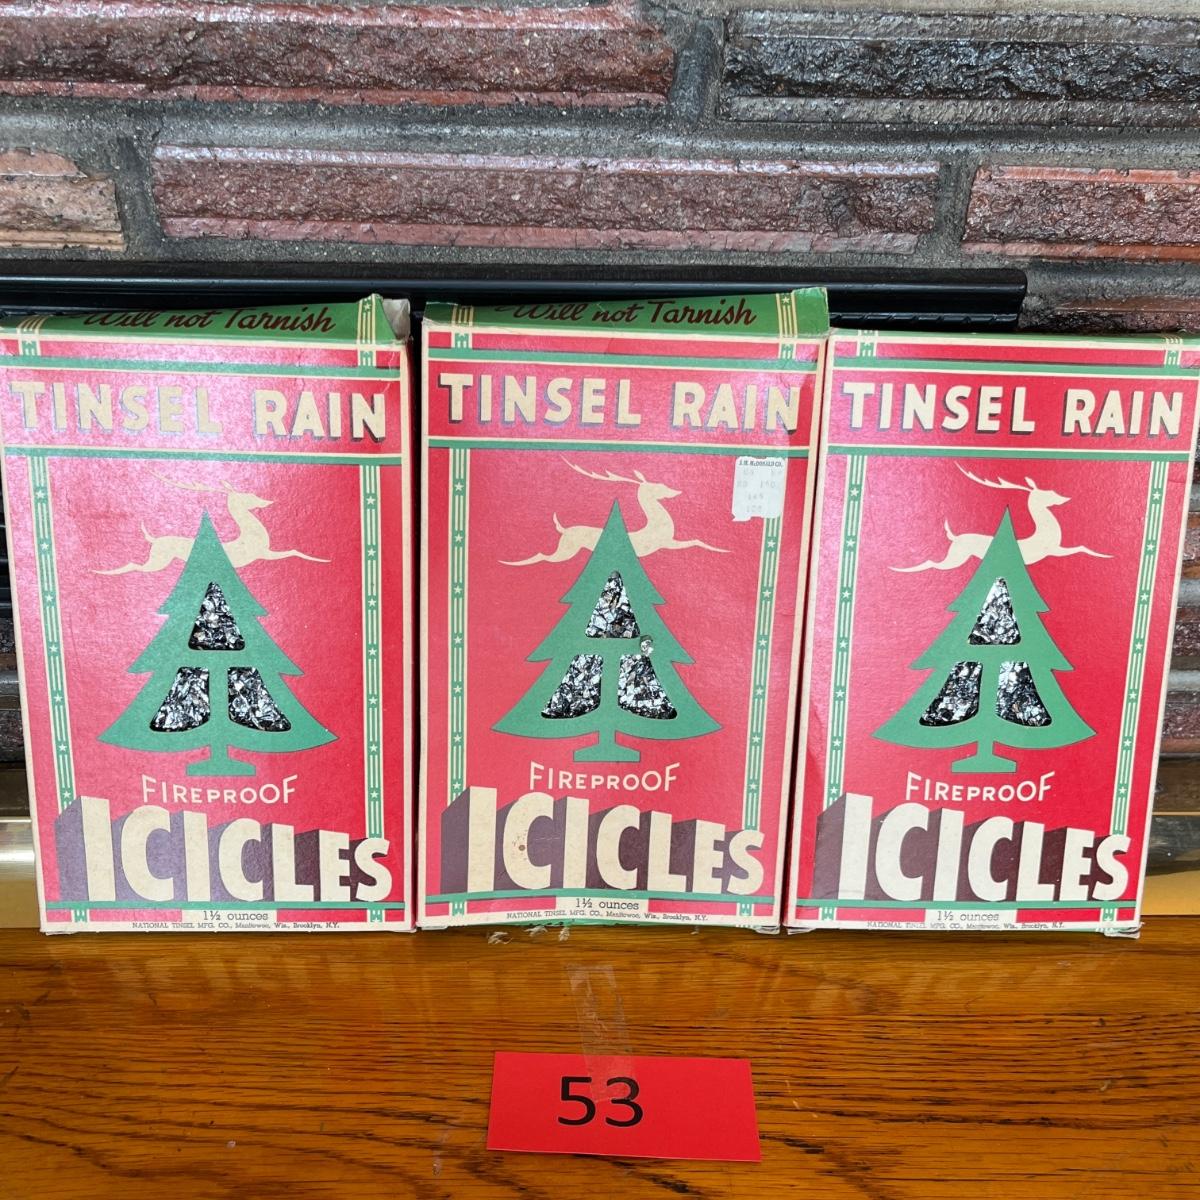 Will not Tarnish
TINSEL RAIN
FIREPROOF
ICICLES
1½ ounces
NATIONAL TINSEL MFG. CO., Manitowoc, Wis., Brooklyn, N.Y.
Will not Tarnish
TINSEL RAIN
FIREPROOF
ICICLES
1½ ounces
NATIONAL TINSEL MFG. CO., Manitowoc, Wis., Brooklyn, N.Y.
TINSEL RAIN
FIREPROOF
ICICLES
1½ ounces
NATIONAL TINSEL MFG. CO., Manitowoc, Wis., Brooklyn, N.Y.
53